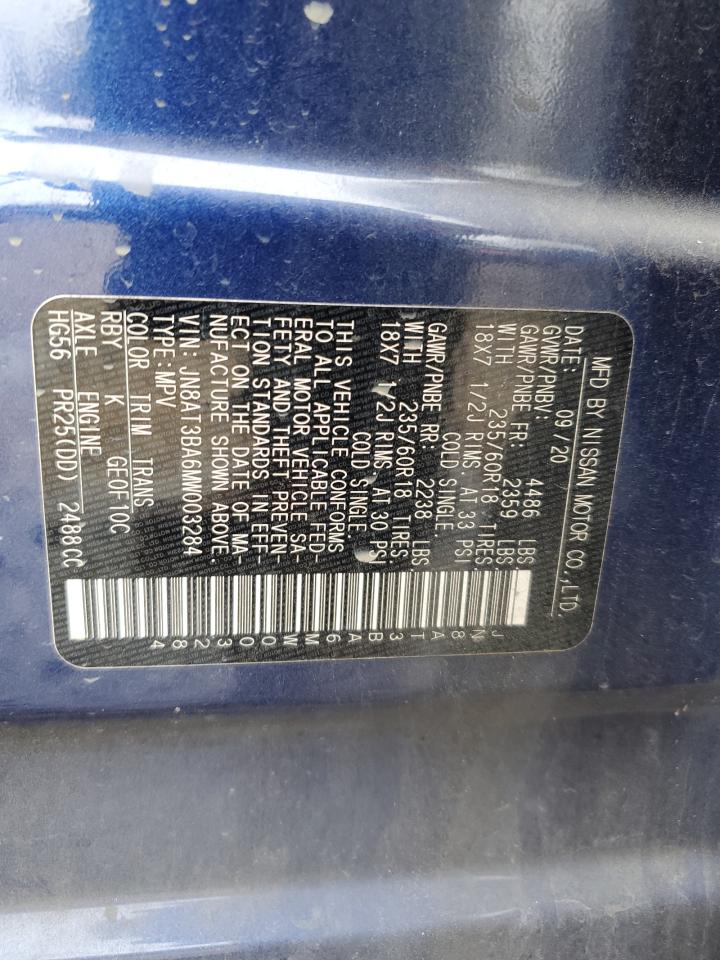 MFD BY NISSAN MOTOR CO.,LTD.
DATE: 09/20
GVWR/PNBV: 4486 LBS
GAWR/PNBE FR: 2359 LBS.
WITH 235/60R18 TIRES,
18X7 1/2J RIMS, AT 33 PSI
COLD SINGLE.
GAWR/PNBE RR: 2238 LBS.
WITH 235/60R18 TIRES,
18X7 1/2J RIMS, AT 30 PSI
COLD SINGLE.
THIS VEHICLE CONFORMS
TO ALL APPLICABLE FED-
ERAL MOTOR VEHICLE SA-
FETY AND THEFT PREVEN-
TION STANDARDS IN EFF-
ECT ON THE DATE OF MA-
NUFACTURE SHOWN ABOVE.
VIN: JN8AT3BA6MW003284
TYPE:MPV
COLOR TRIM TRANS
RBY K GE0F10C
AXLE ENGINE
HG56 PR25(DD) 2488CC
JN8AT3BA6MW003284